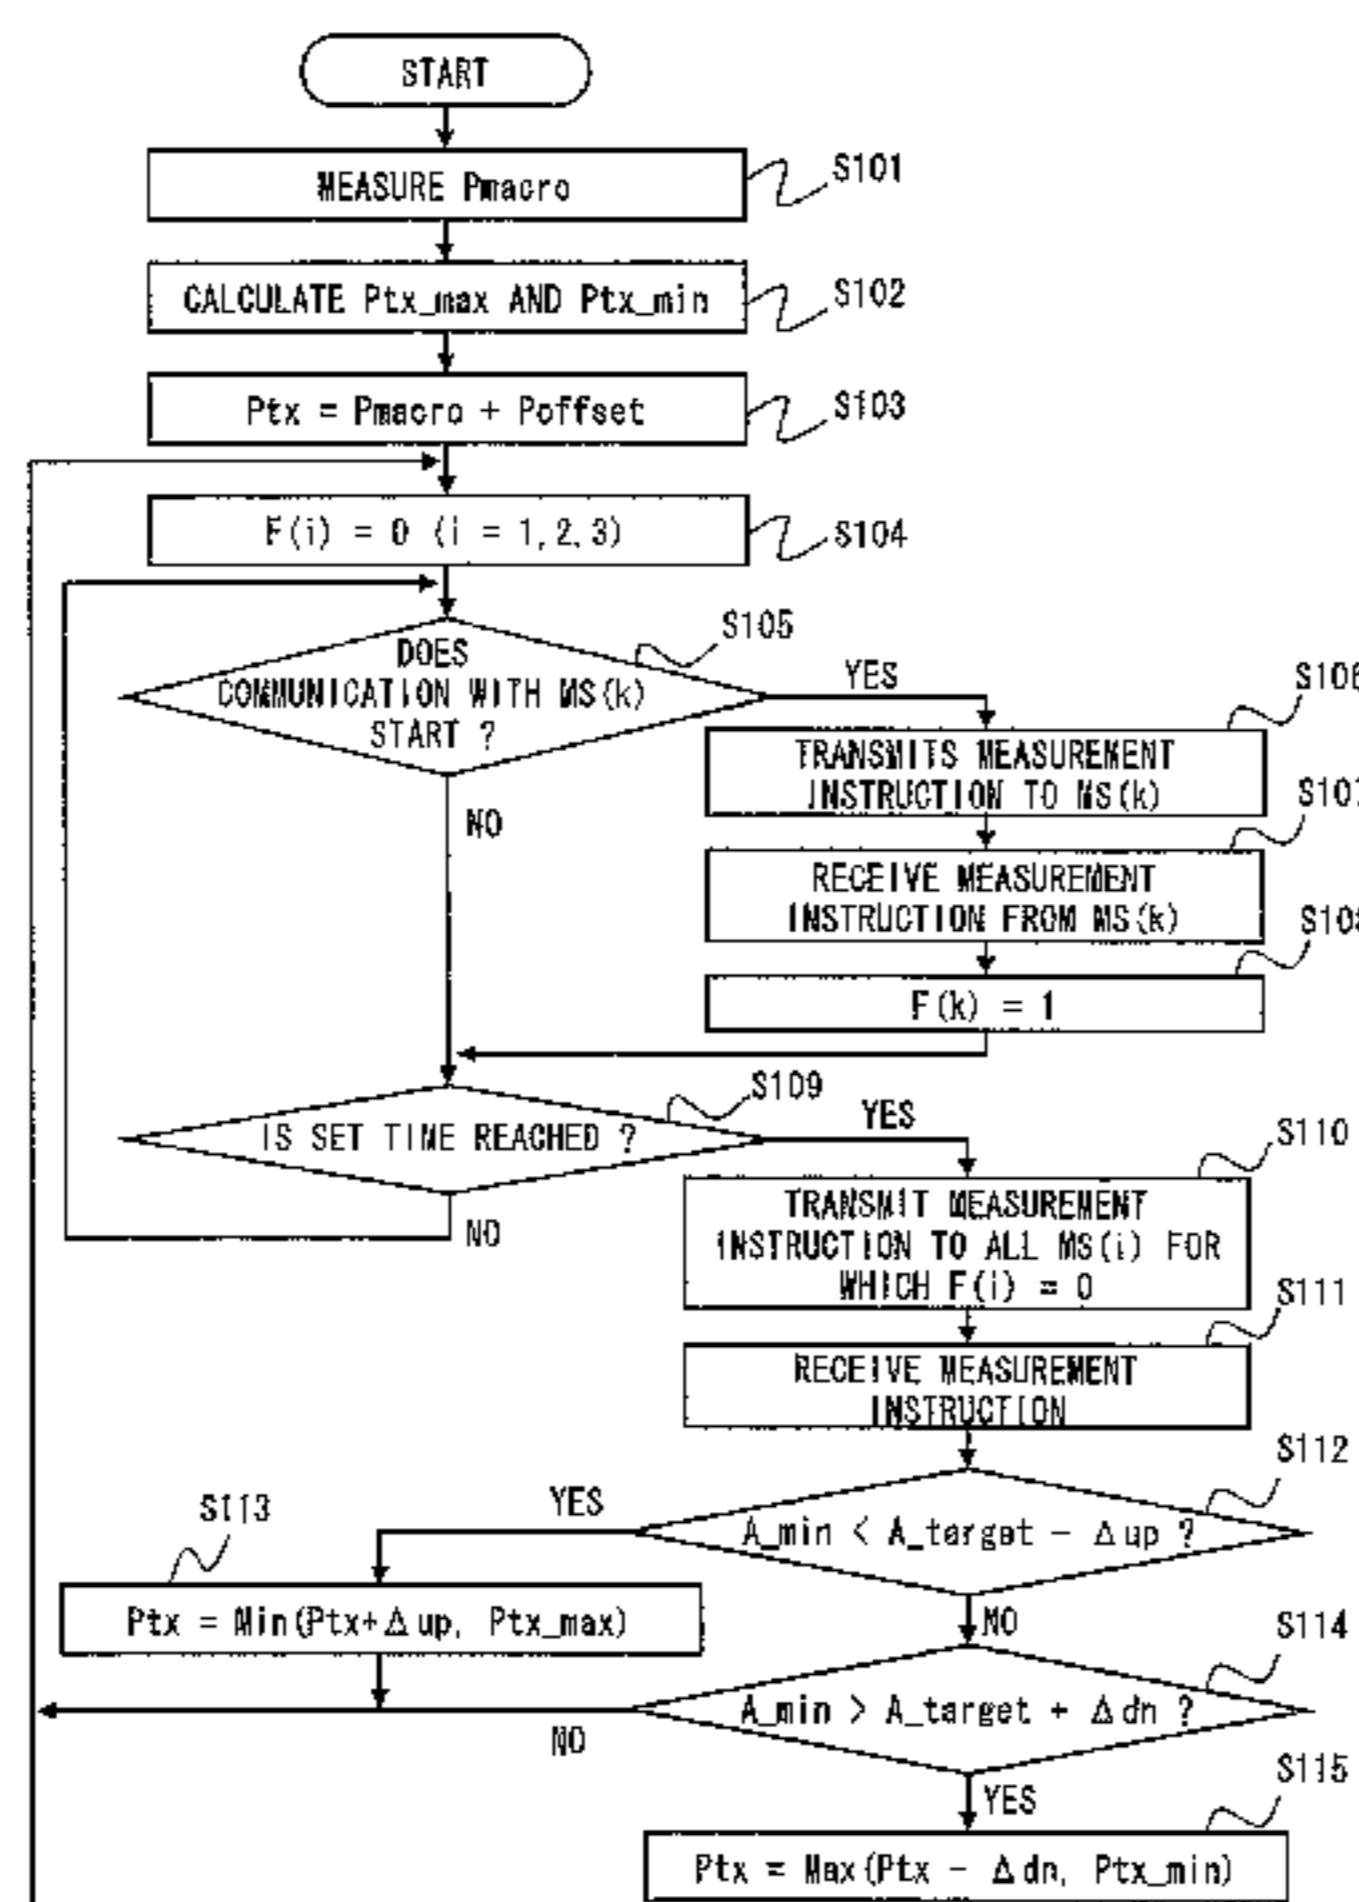 START
MEASURE Pmacro
S101
CALCULATE Ptx_max AND Ptx_min
S102
Ptx = Pmacro + Poffset
S103
F(i) = 0 (i = 1,2,3)
S104
DOES
COMMUNICATION WITH MS(k)
START ?
S105
YES
NO
S106
TRANSMITS MEASUREMENT
INSTRUCTION TO MS(k)
S107
RECEIVE MEASUREMENT
INSTRUCTION FROM MS(k)
S108
F(k) = 1
IS SET TIME REACHED ?
S109
YES
NO
S110
TRANSMIT MEASUREMENT
INSTRUCTION TO ALL MS(i) FOR
WHICH F(i) = 0
S111
RECEIVE MEASUREMENT
INSTRUCTION
S112
A_min < A_target - Δup ?
YES
NO
S113
Ptx = Min(Ptx+Δup, Ptx_max)
S114
A_min > A_target + Δdn ?
NO
YES
S115
Ptx = Max(Ptx - Δdn, Ptx_min)